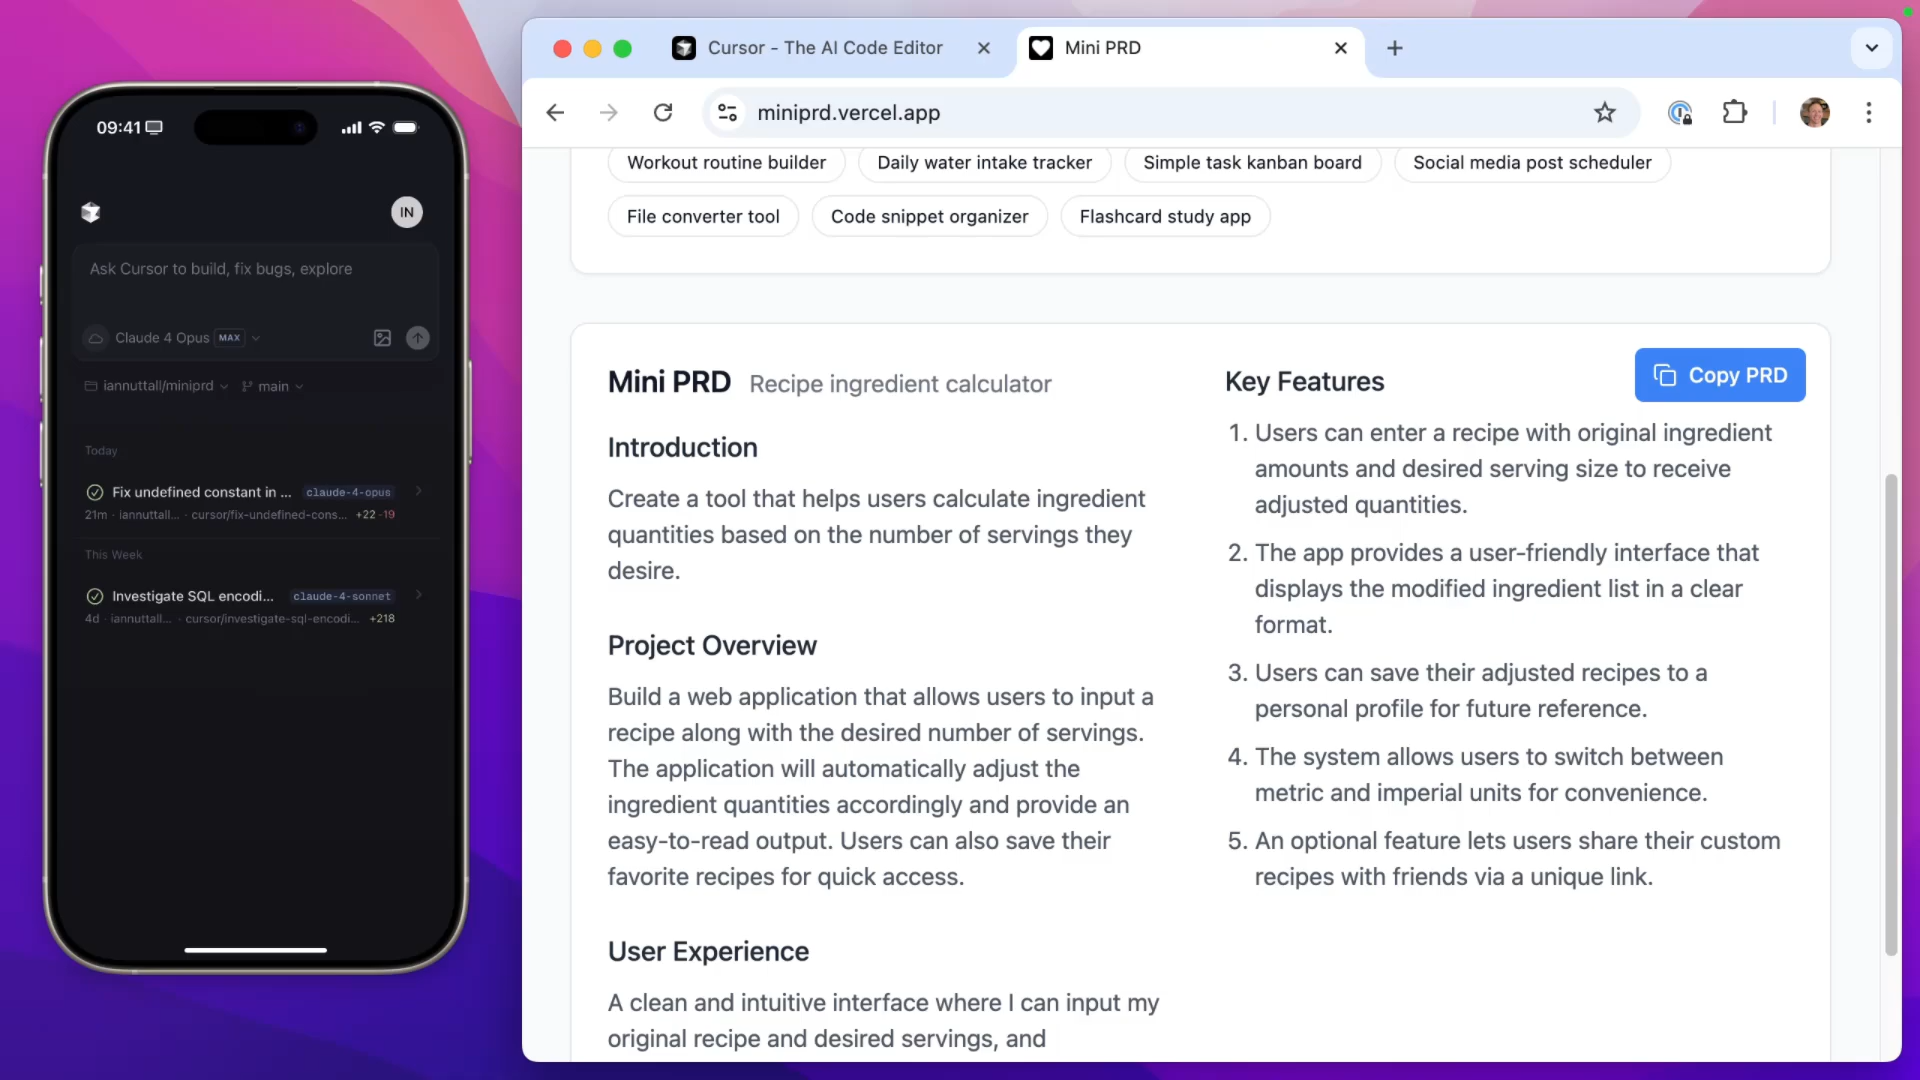 09:41
IN
Ask Cursor to build, fix bugs, explore
Claude 4 Opus MAX
iannuttall/miniprd main
Today
Fix undefined constant in ... claude-4-opus
21m · iannuttall... · cursor/fix-undefined-cons... +22 -19
This Week
Investigate SQL encodi... claude-4-sonnet
4d · iannuttall... · cursor/investigate-sql-encodi... +218
Cursor - The AI Code Editor
Mini PRD
miniprd.vercel.app
Workout routine builder
Daily water intake tracker
Simple task kanban board
Social media post scheduler
File converter tool
Code snippet organizer
Flashcard study app
Mini PRD Recipe ingredient calculator
Introduction
Create a tool that helps users calculate ingredient
quantities based on the number of servings they
desire.
Project Overview
Build a web application that allows users to input a
recipe along with the desired number of servings.
The application will automatically adjust the
ingredient quantities accordingly and provide an
easy-to-read output. Users can also save their
favorite recipes for quick access.
User Experience
A clean and intuitive interface where I can input my
original recipe and desired servings, and
Key Features
Copy PRD
1. Users can enter a recipe with original ingredient
amounts and desired serving size to receive
adjusted quantities.
2. The app provides a user-friendly interface that
displays the modified ingredient list in a clear
format.
3. Users can save their adjusted recipes to a
personal profile for future reference.
4. The system allows users to switch between
metric and imperial units for convenience.
5. An optional feature lets users share their custom
recipes with friends via a unique link.